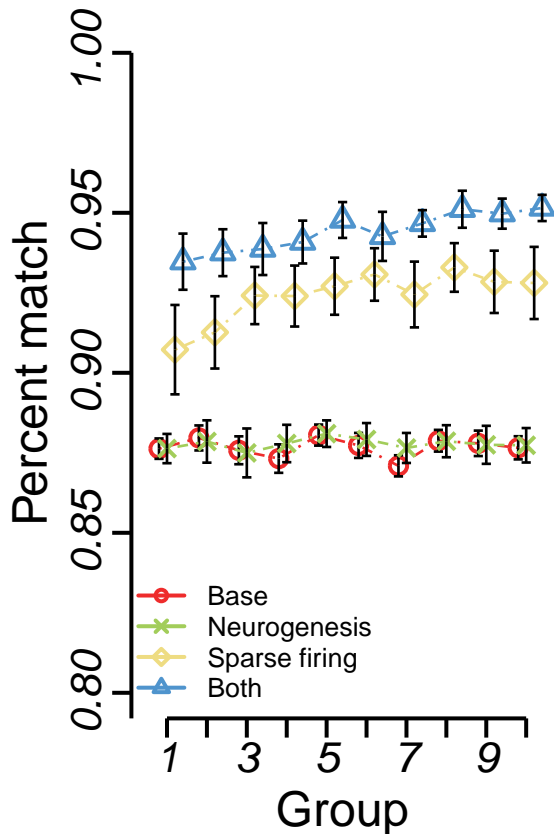 Percent match
1.00
0.95
0.90
0.85
0.80
Base
Neurogenesis
Sparse firing
Both
1 3 5 7 9
Group